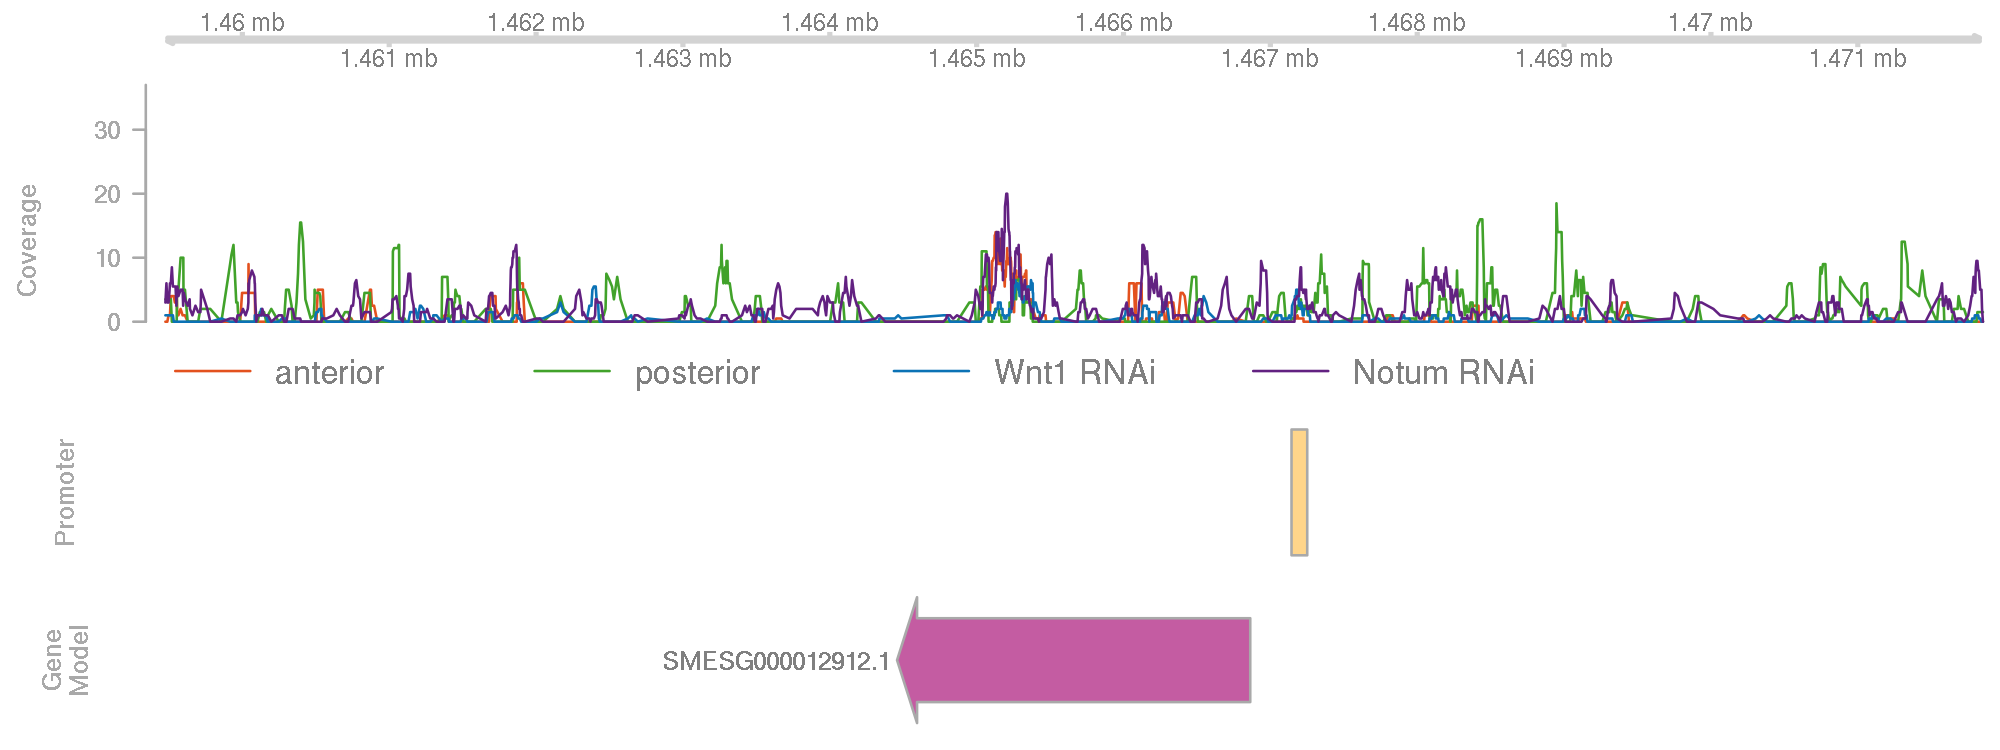 1.46 mb 1.462 mb 1.464 mb 1.466 mb 1.468 mb 1.47 mb
1.461 mb 1.463 mb 1.465 mb 1.467 mb 1.469 mb 1.471 mb
Coverage
30
20
10
0
anterior posterior Wnt1 RNAi Notum RNAi
Promoter
Gene
Model
SMESG000012912.1